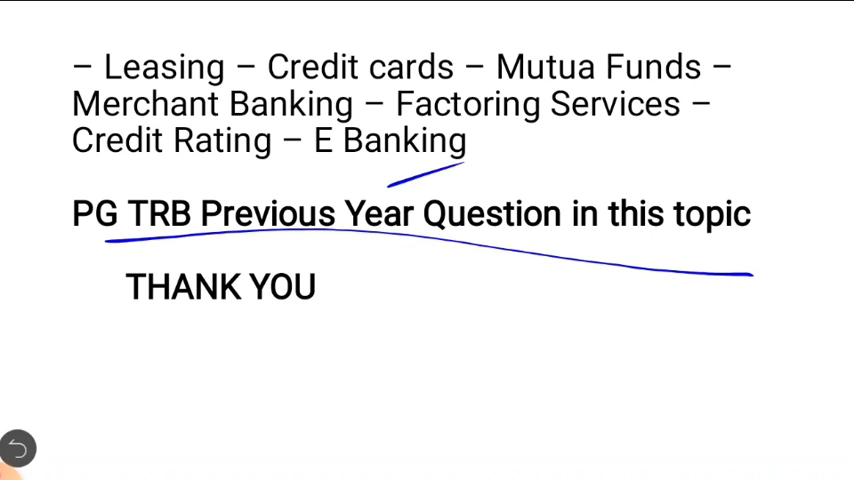 – Leasing – Credit cards – Mutua Funds –
Merchant Banking – Factoring Services –
Credit Rating – E Banking
PG TRB Previous Year Question in this topic
THANK YOU